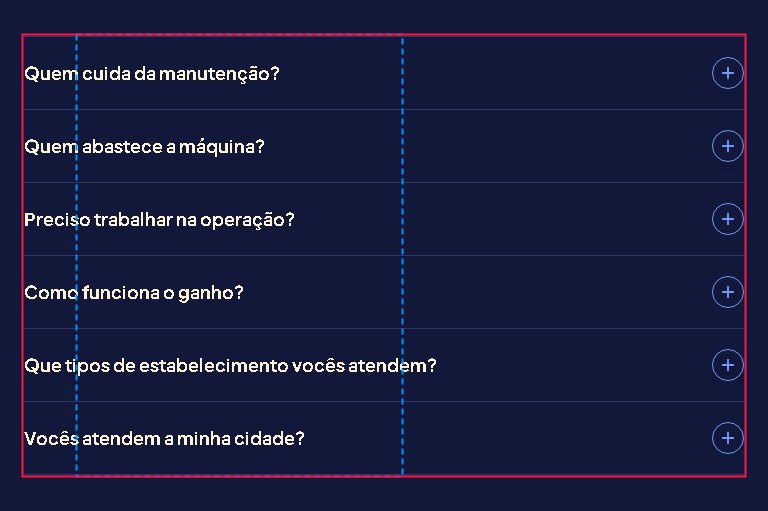 Quem cuida da manutenção?
Quem abastece a máquina?
Preciso trabalhar na operação?
Como funciona o ganho?
Que tipos de estabelecimento vocês atendem?
Vocês atendem a minha cidade?